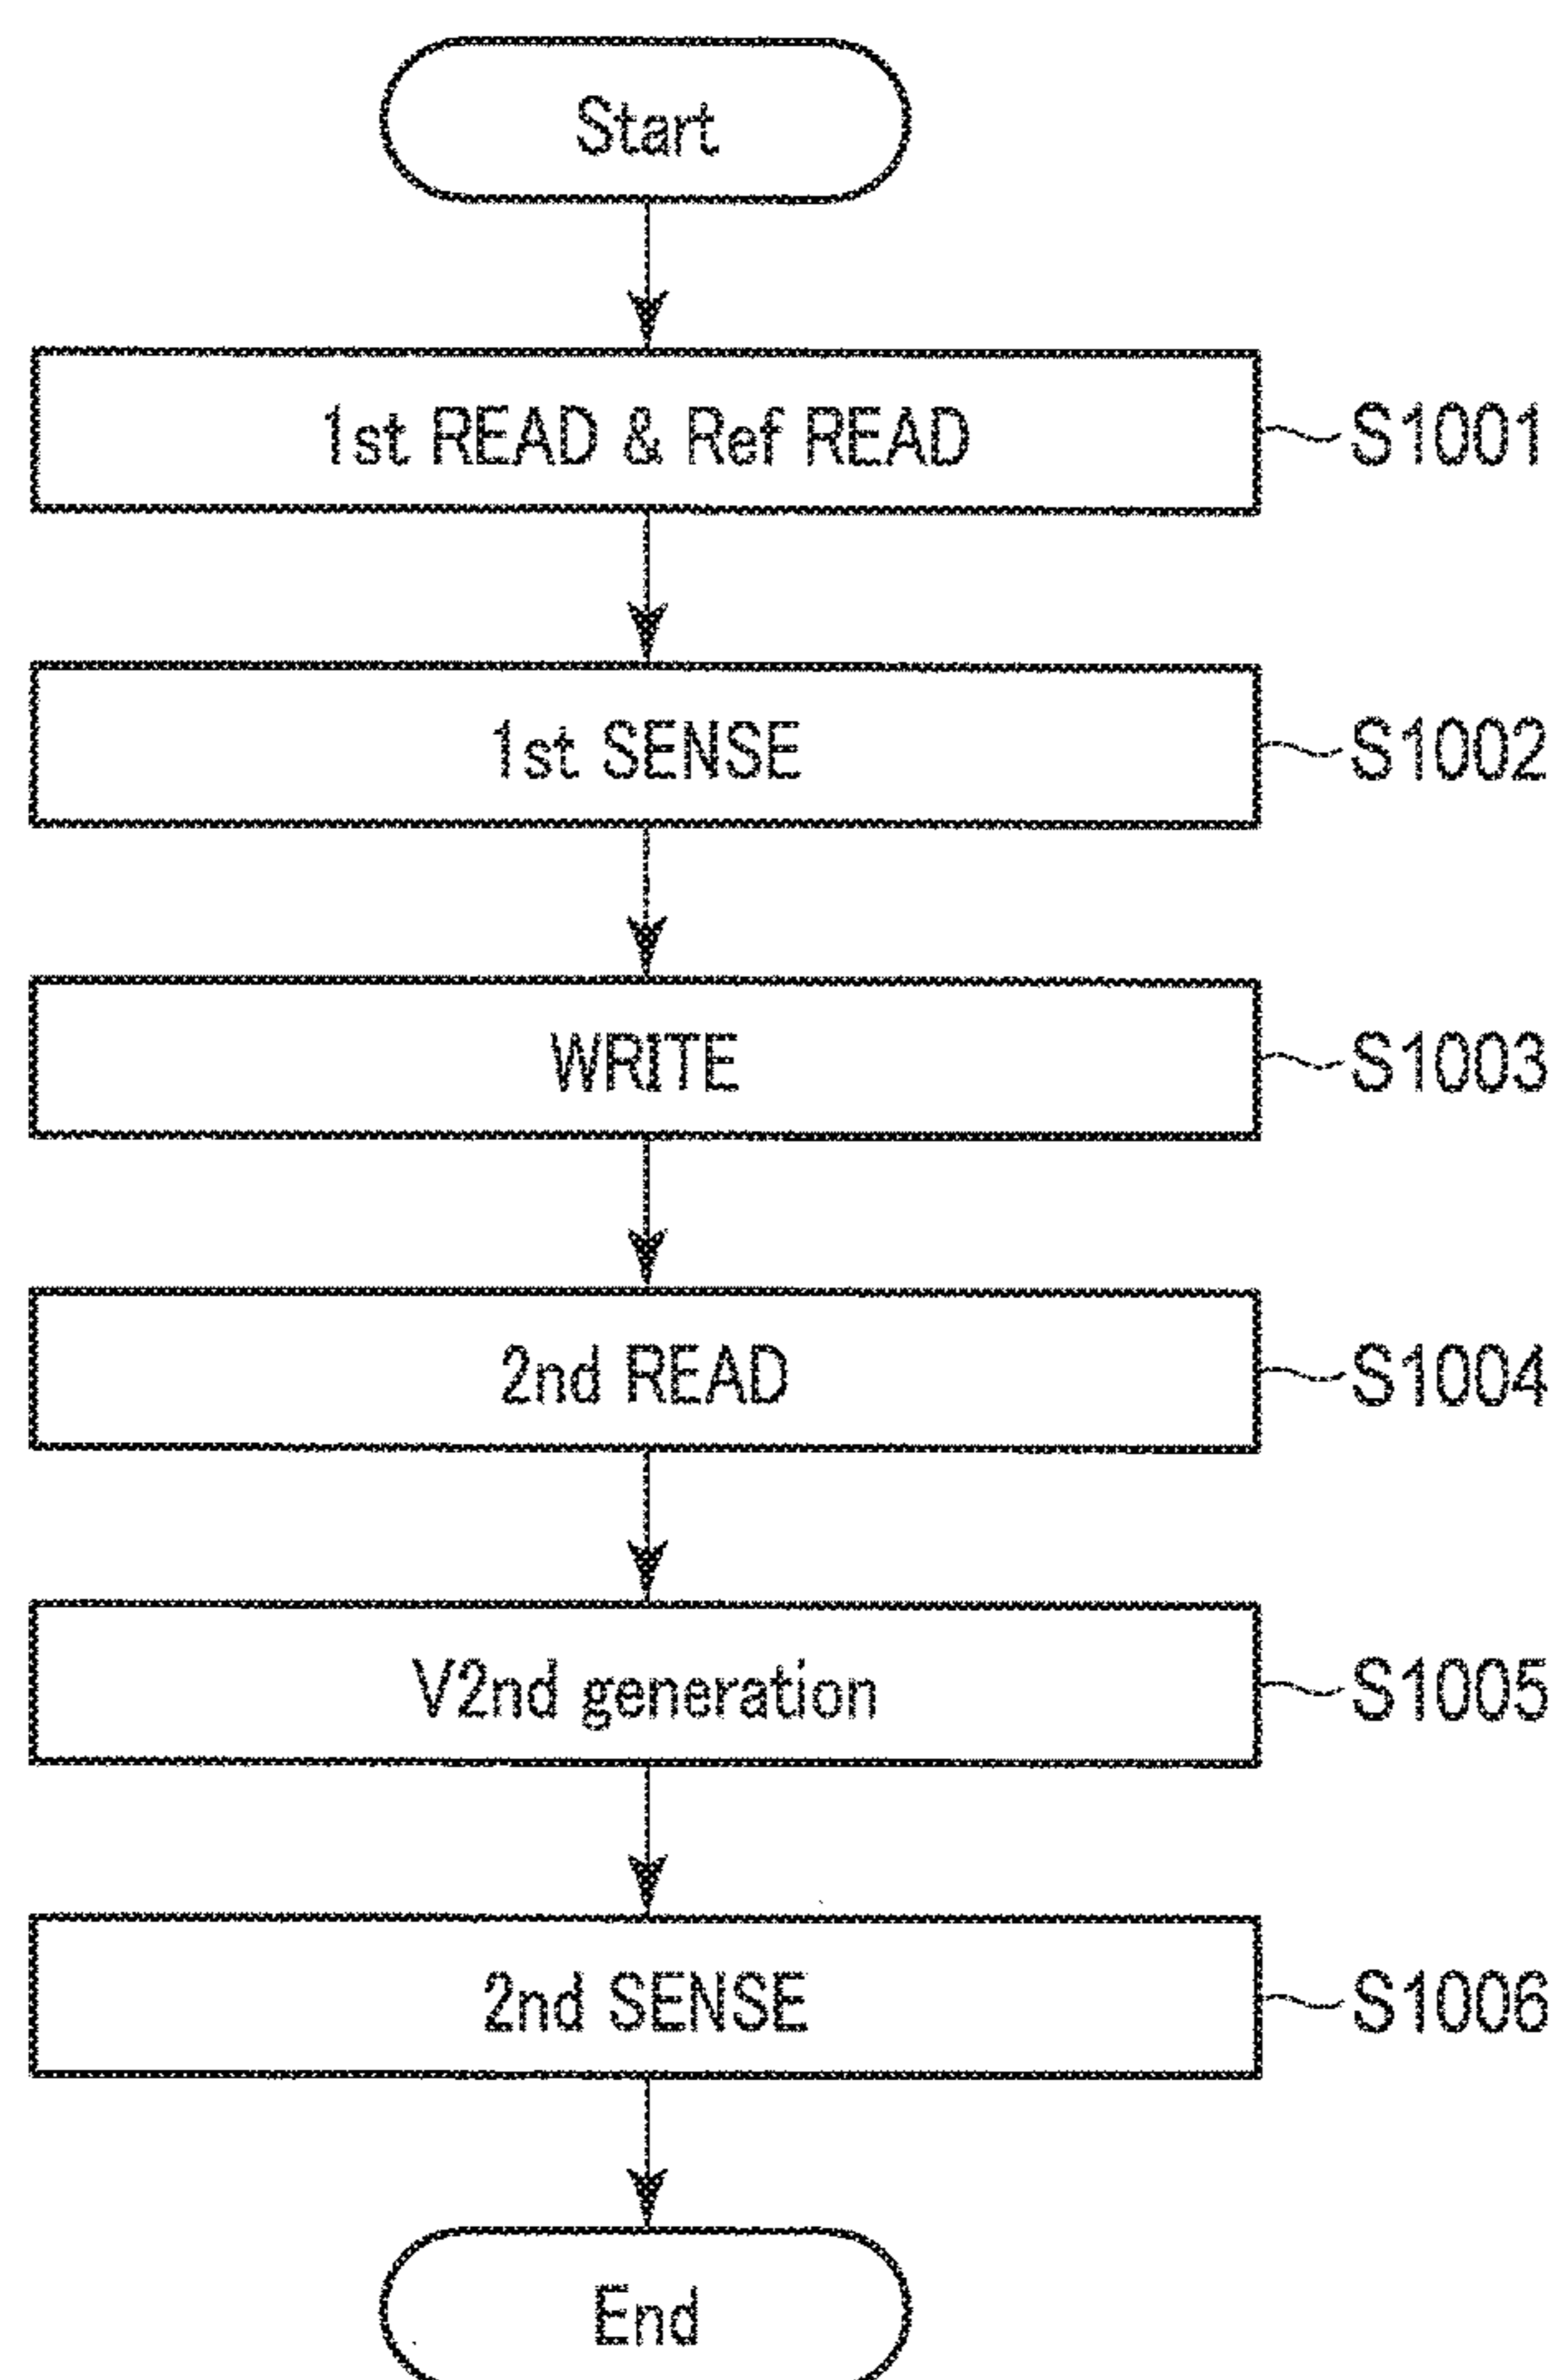 Start
1st READ & Ref READ S1001
1st SENSE S1002
WRITE S1003
2nd READ S1004
V2nd generation S1005
2nd SENSE S1006
End